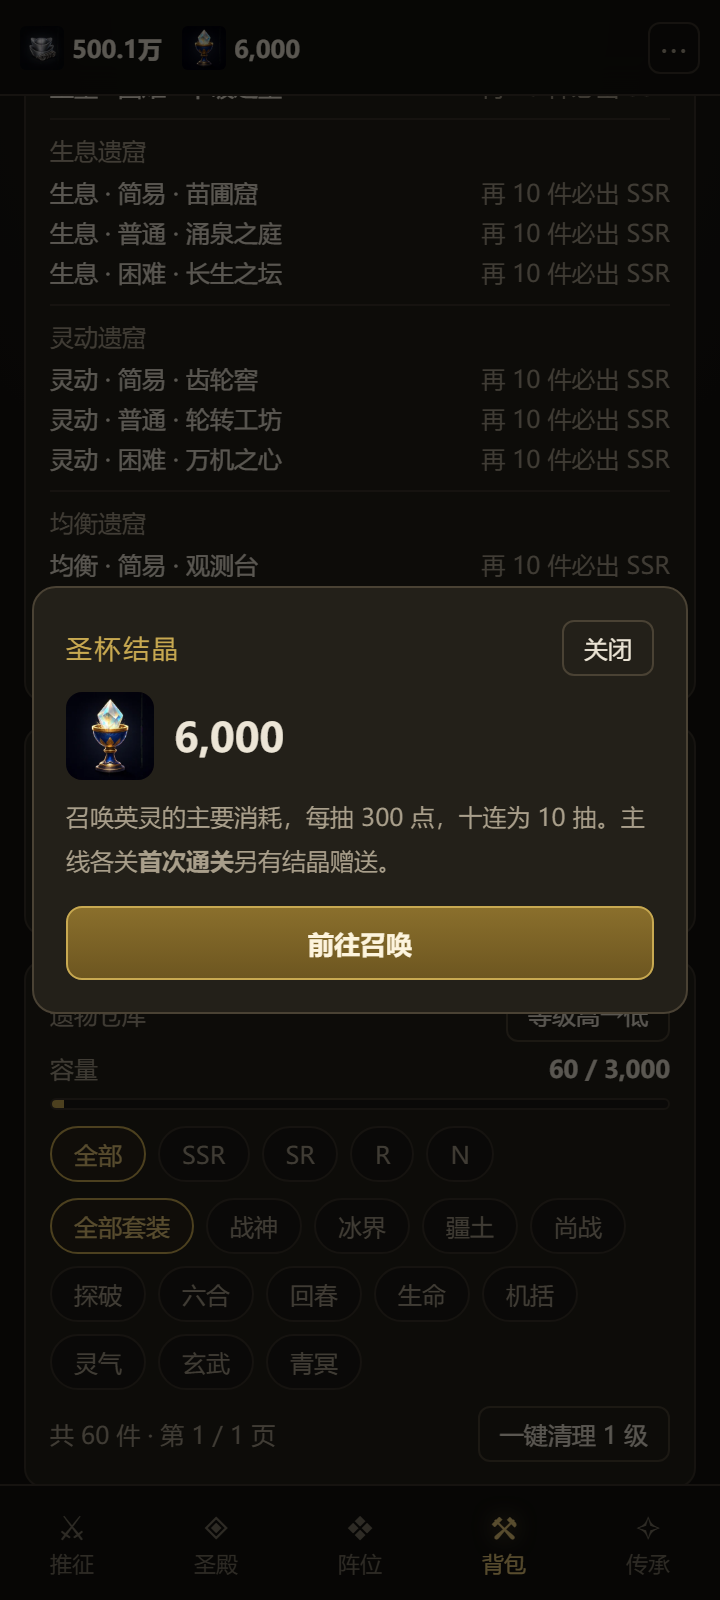 500.1万 6,000 ...
生息遗窟
生息 · 简易 · 苗圃窟 再 10 件必出 SSR
生息 · 普通 · 涌泉之庭 再 10 件必出 SSR
生息 · 困难 · 长生之坛 再 10 件必出 SSR
灵动遗窟
灵动 · 简易 · 齿轮窖 再 10 件必出 SSR
灵动 · 普通 · 轮转工坊 再 10 件必出 SSR
灵动 · 困难 · 万机之心 再 10 件必出 SSR
均衡遗窟
均衡 · 简易 · 观测台 再 10 件必出 SSR
圣杯结晶 关闭
6,000
召唤英灵的主要消耗，每抽 300 点，十连为 10 抽。主
线各关首次通关另有结晶赠送。
前往召唤
遗物仓库 等级高→低
容量 60 / 3,000
全部 SSR SR R N
全部套装 战神 冰界 疆土 尚战
探破 六合 回春 生命 机括
灵气 玄武 青冥
共 60 件 · 第 1 / 1 页 一键清理 1 级
推征 圣殿 阵位 背包 传承